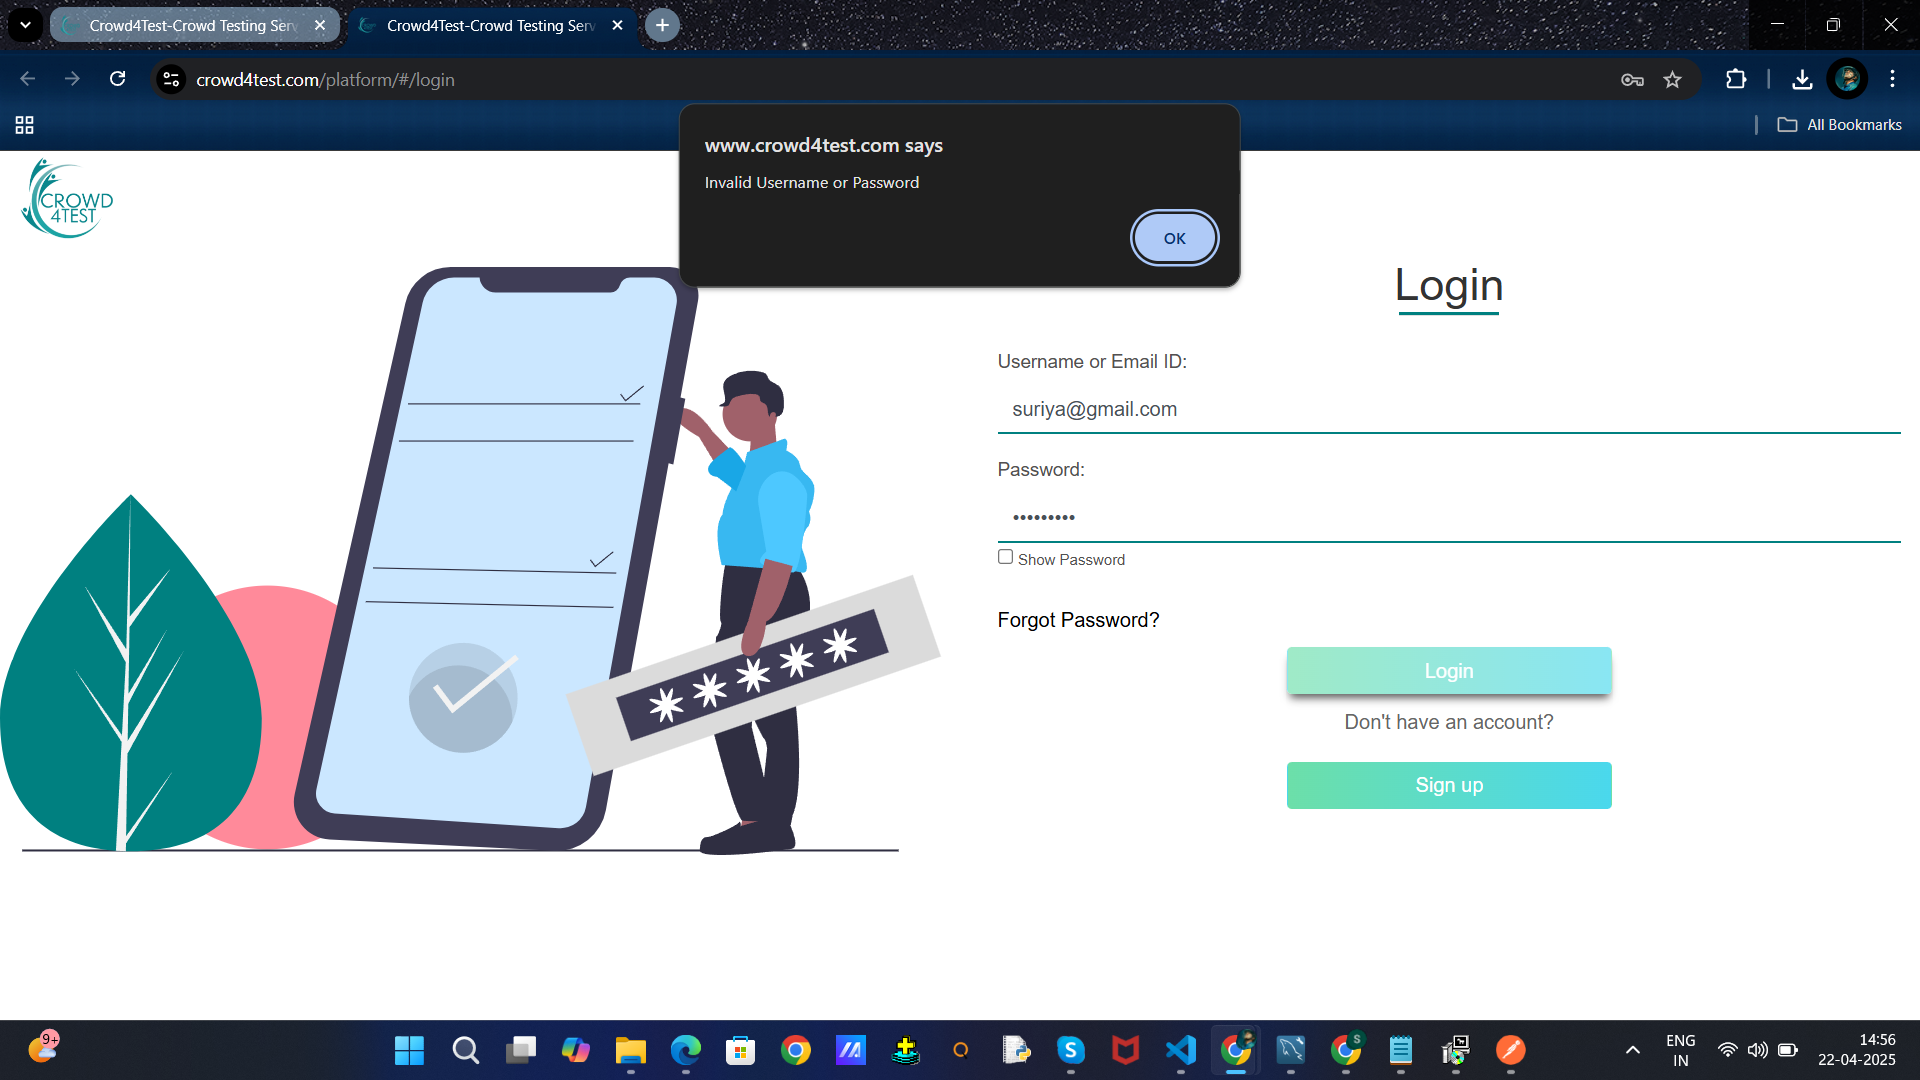 Crowd4Test-Crowd Testing Serv
Crowd4Test-Crowd Testing Serv
crowd4test.com/platform/#/login
All Bookmarks
www.crowd4test.com says
Invalid Username or Password
OK
CROWD
4TEST
Login
Username or Email ID:
suriya@gmail.com
Password:
•••••••••
Show Password
Forgot Password?
Login
Don't have an account?
Sign up
9+
S
ENG
IN
14:56
22-04-2025